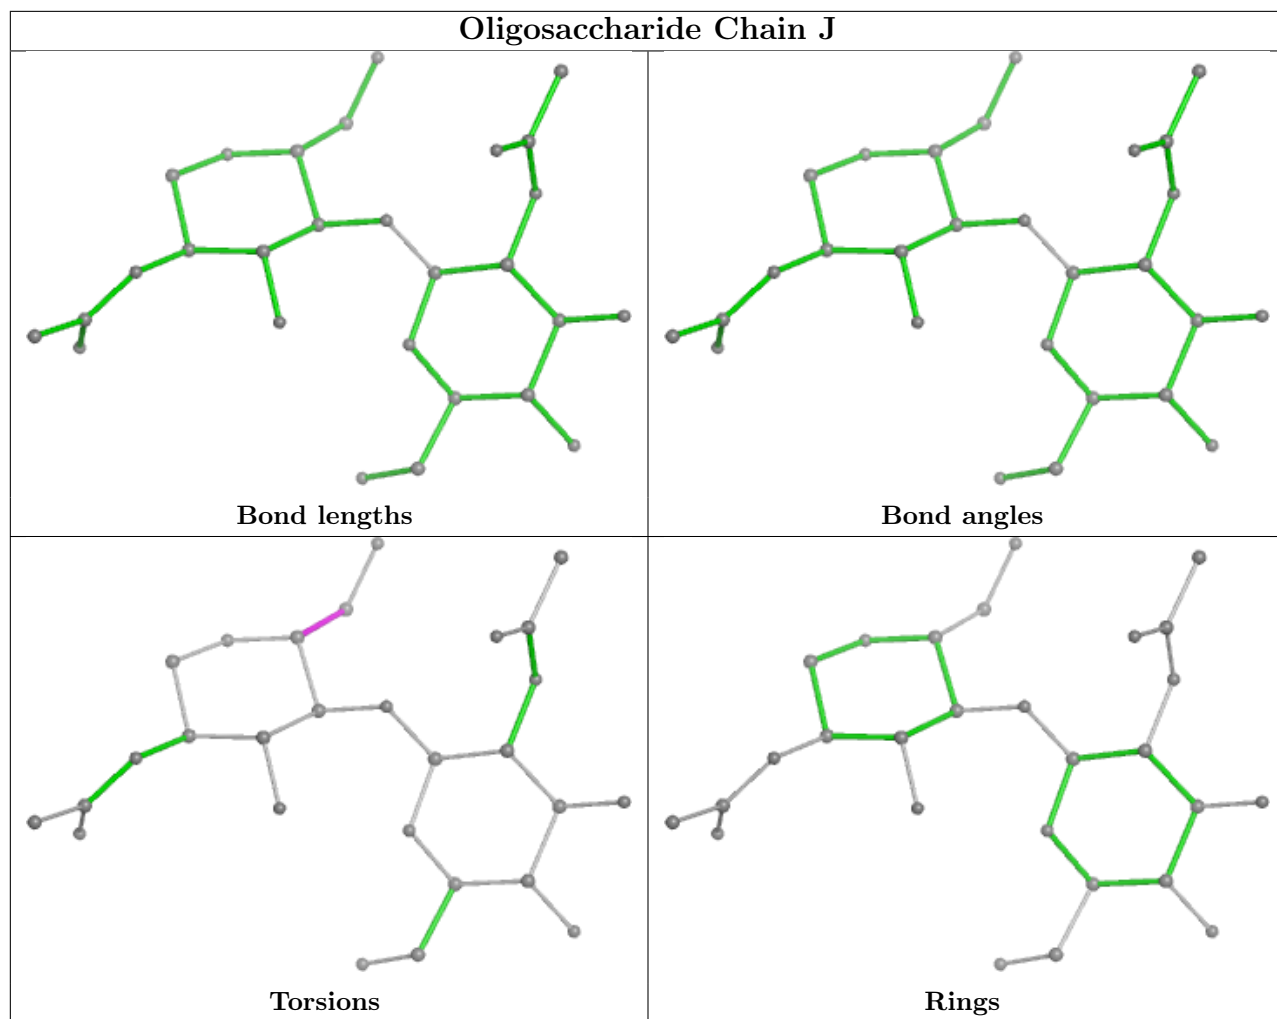 Oligosaccharide Chain J
Bond lengths
Bond angles
Torsions
Rings